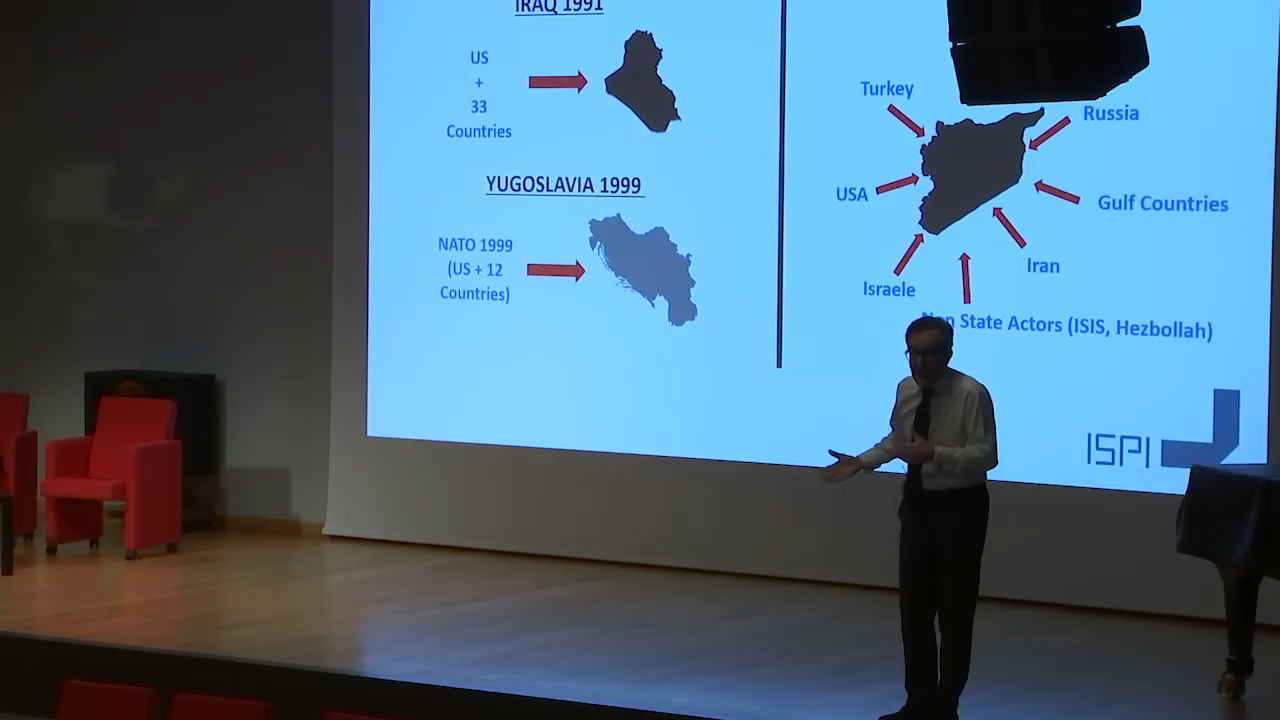 IRAQ 1991
US
+
33
Countries
YUGOSLAVIA 1999
NATO 1999
(US + 12
Countries)
Turkey
Russia
USA
Gulf Countries
Iran
Israele
Non State Actors (ISIS, Hezbollah)
ISPI